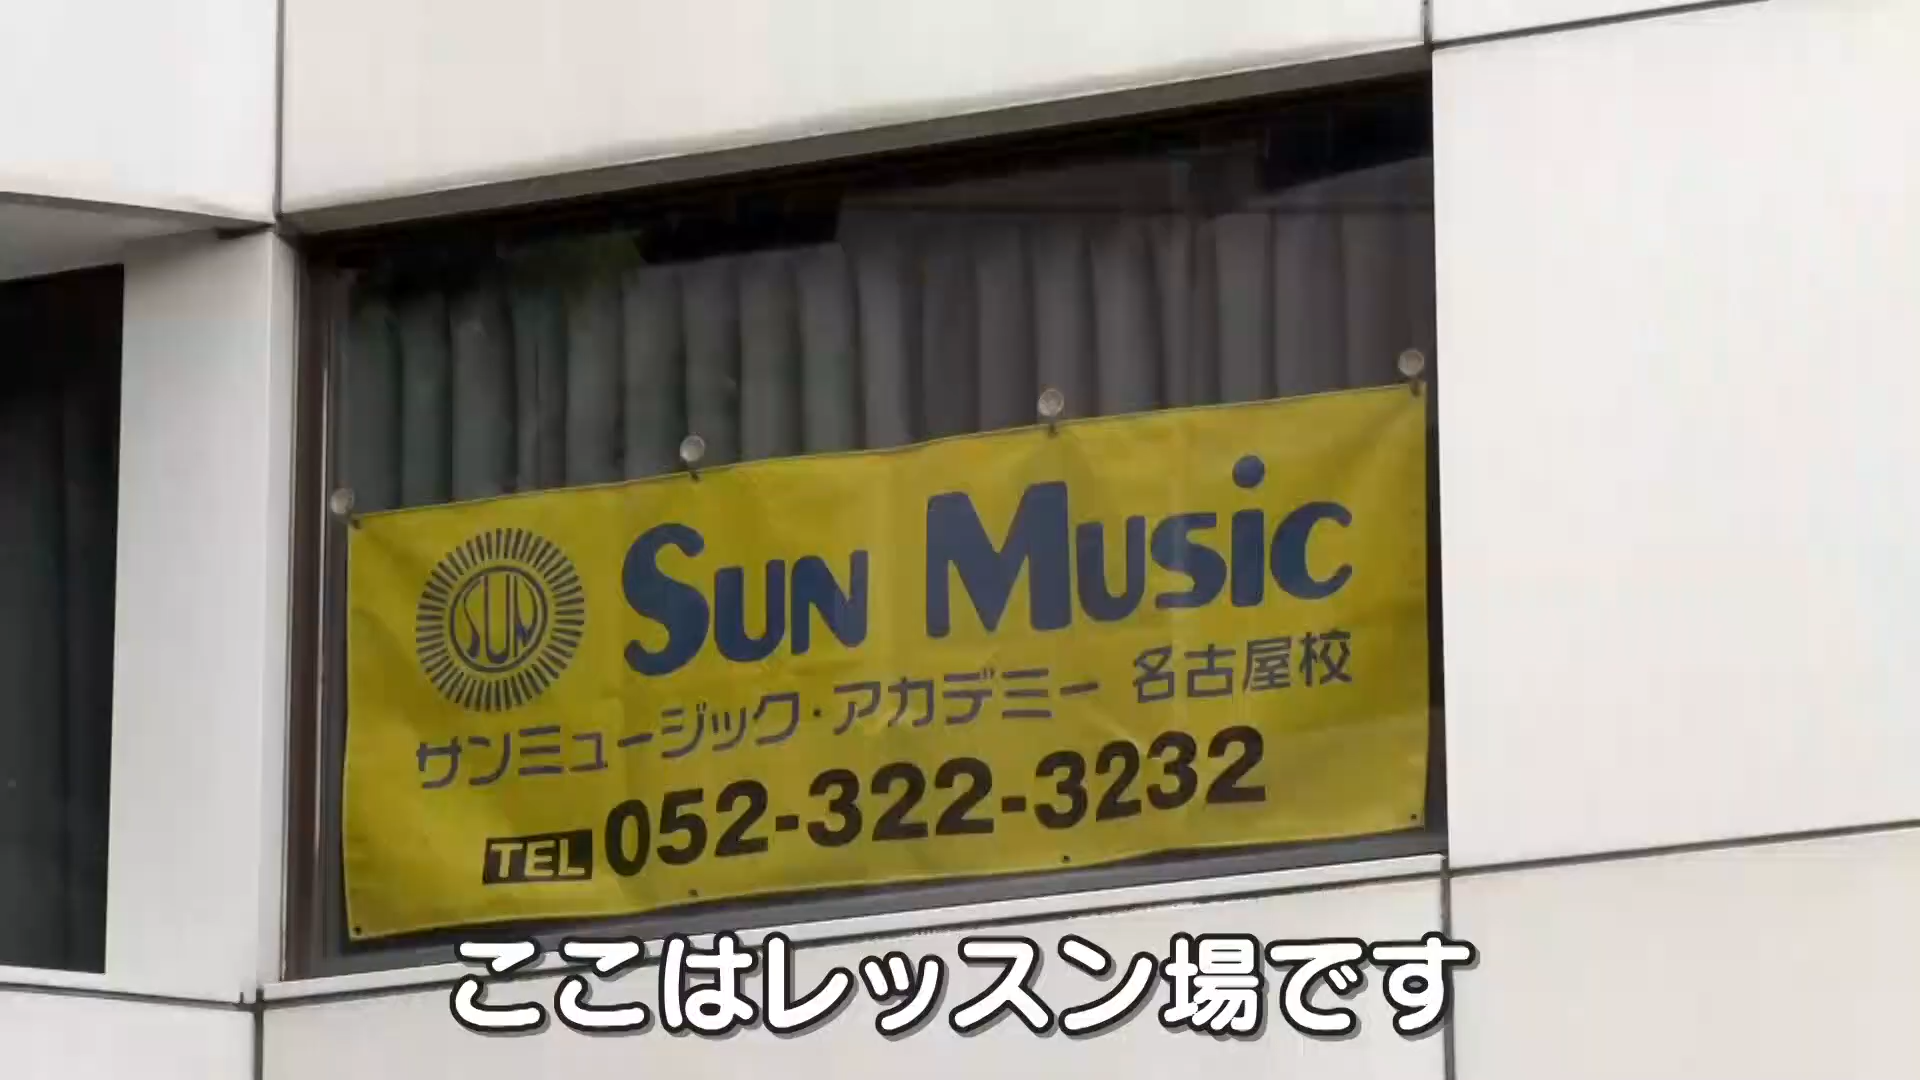 SUN
SUN MUSIC
サンミュージック・アカデミー 名古屋校
TEL 052-322-3232
ここはレッスン場です